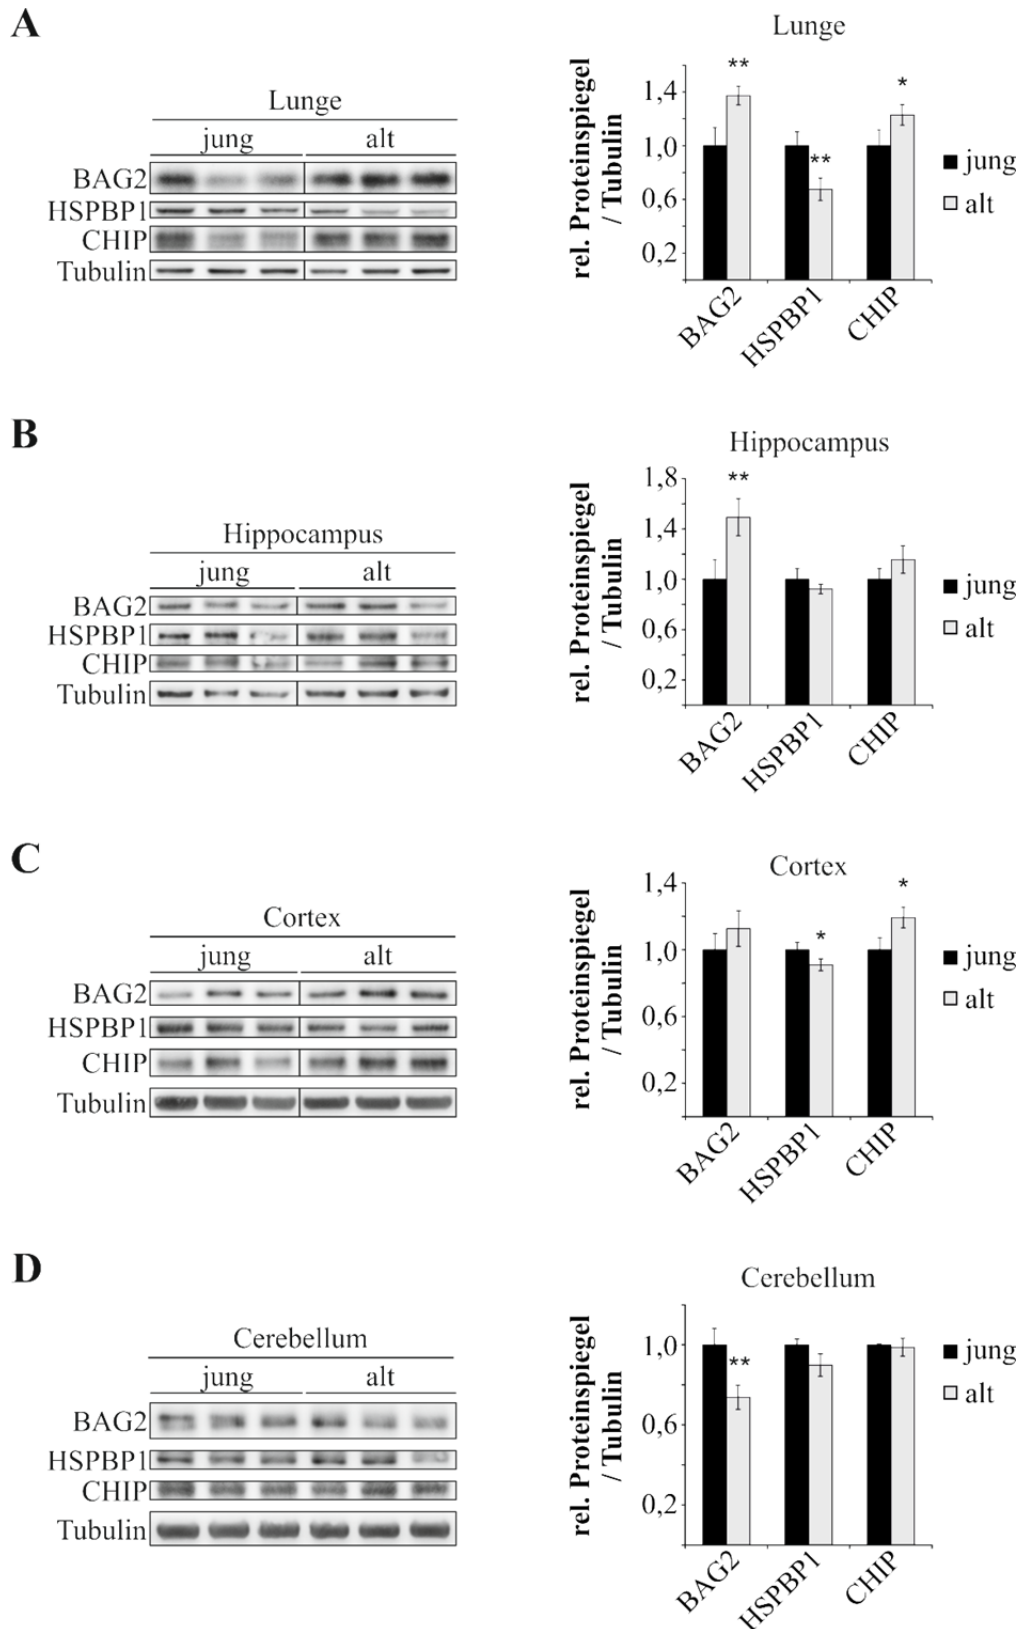 A
Lunge
jung alt
BAG2
HSPBP1
CHIP
Tubulin
Lunge
rel. Proteinspiegel
/ Tubulin
1,4
1,0
0,6
0,2
**
**
*
BAG2
HSPBP1
CHIP
jung
alt
B
Hippocampus
jung alt
BAG2
HSPBP1
CHIP
Tubulin
Hippocampus
rel. Proteinspiegel
/ Tubulin
1,8
1,4
1,0
0,6
0,2
**
BAG2
HSPBP1
CHIP
jung
alt
C
Cortex
jung alt
BAG2
HSPBP1
CHIP
Tubulin
Cortex
rel. Proteinspiegel
/ Tubulin
1,4
1,0
0,6
0,2
*
*
BAG2
HSPBP1
CHIP
jung
alt
D
Cerebellum
jung alt
BAG2
HSPBP1
CHIP
Tubulin
Cerebellum
rel. Proteinspiegel
/ Tubulin
1,0
0,6
0,2
**
BAG2
HSPBP1
CHIP
jung
alt